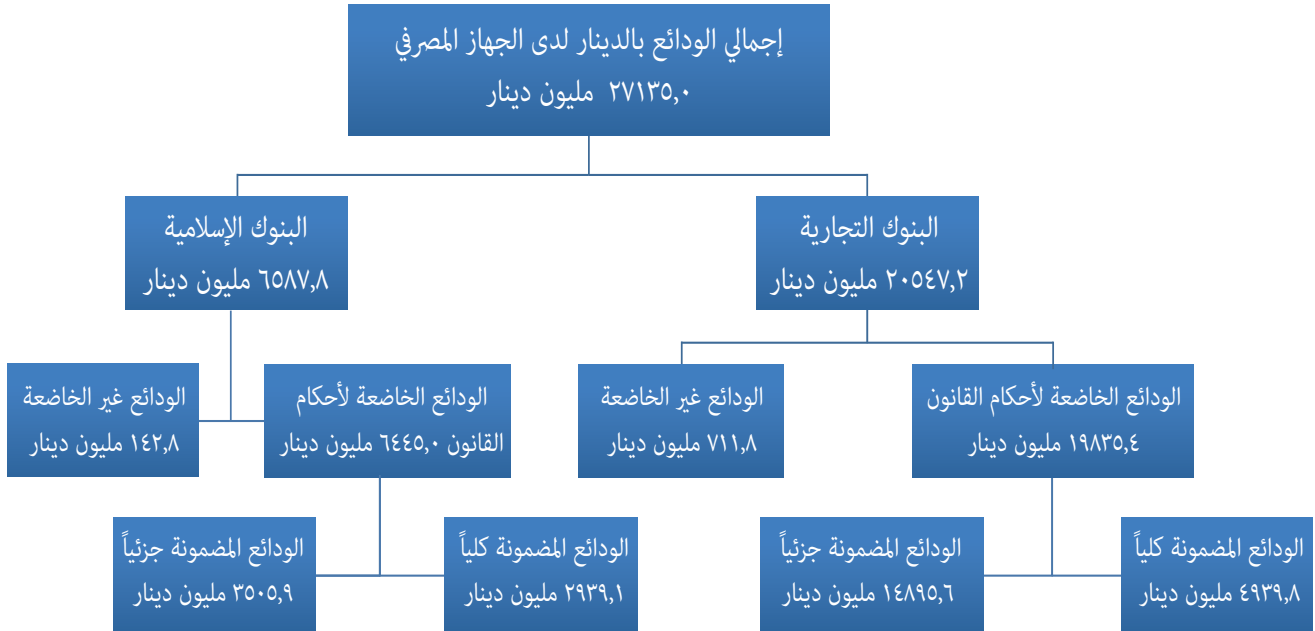 إجمالي الودائع بالدينار لدى الجهاز المصرفي
٢٧١٣٥,٠ مليون دينار
البنوك التجارية
٢٠٥٤٧,٢ مليون دينار
البنوك الإسلامية
٦٥٨٧,٨ مليون دينار
الودائع الخاضعة لأحكام القانون
١٩٨٣٥,٤ مليون دينار
الودائع غير الخاضعة
٧١١,٨ مليون دينار
الودائع الخاضعة لأحكام
القانون ٦٤٤٥,٠ مليون دينار
الودائع غير الخاضعة
١٤٢,٨ مليون دينار
الودائع المضمونة كلياً
٤٩٣٩,٨ مليون دينار
الودائع المضمونة جزئياً
١٤٨٩٥,٦ مليون دينار
الودائع المضمونة كلياً
٢٩٣٩,١ مليون دينار
الودائع المضمونة جزئياً
٣٥٠٥,٩ مليون دينار